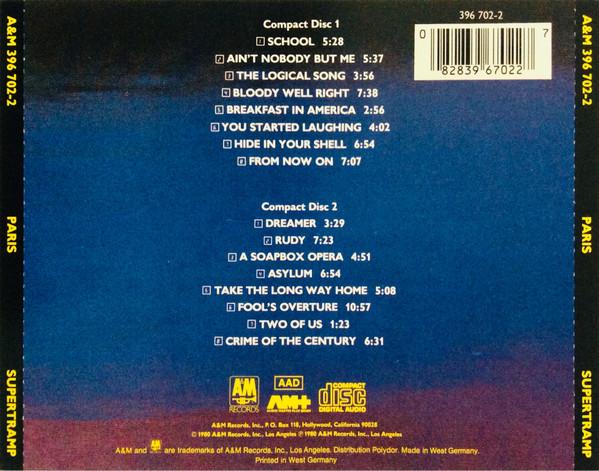 A&M 396 702-2
PARIS
SUPERTRAMP
Compact Disc 1
1 SCHOOL 5:28
2 AIN'T NOBODY BUT ME 5:37
3 THE LOGICAL SONG 3:56
4 BLOODY WELL RIGHT 7:38
5 BREAKFAST IN AMERICA 2:56
6 YOU STARTED LAUGHING 4:02
7 HIDE IN YOUR SHELL 6:54
8 FROM NOW ON 7:07
Compact Disc 2
1 DREAMER 3:29
2 RUDY 7:23
3 A SOAPBOX OPERA 4:51
4 ASYLUM 6:54
5 TAKE THE LONG WAY HOME 5:08
6 FOOL'S OVERTURE 10:57
7 TWO OF US 1:23
8 CRIME OF THE CENTURY 6:31
396 702-2
0 82839 67022 7
A&M RECORDS
AAD
AM+
COMPACT disc DIGITAL AUDIO
A&M Records, Inc., P. O. Box 118, Hollywood, California 90028
© 1980 A&M Records, Inc., Los Angeles ℗ 1980 A&M Records, Inc., Los Angeles
A&M and A&M are trademarks of A&M Records, Inc., Los Angeles. Distribution Polydor. Made in West Germany.
Printed in West Germany
A&M 396 702-2
PARIS
SUPERTRAMP